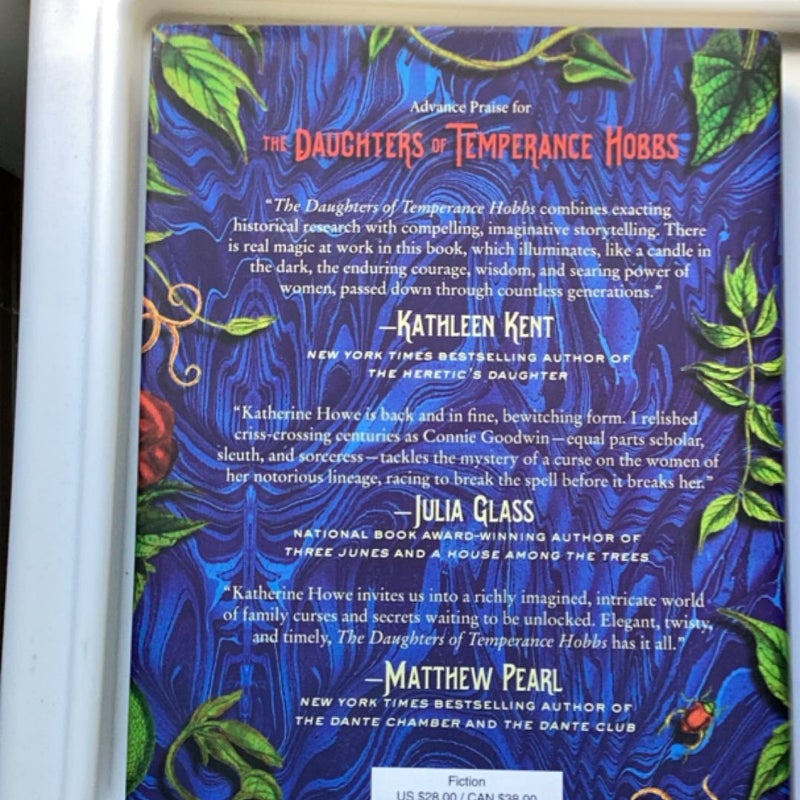 Advance Praise for
THE DAUGHTERS OF TEMPERANCE HOBBS
“The Daughters of Temperance Hobbs combines exacting
historical research with compelling, imaginative storytelling. There
is real magic at work in this book, which illuminates, like a candle in
the dark, the enduring courage, wisdom, and searing power of
women, passed down through countless generations.”
—KATHLEEN KENT
NEW YORK TIMES BESTSELLING AUTHOR OF
THE HERETIC'S DAUGHTER
“Katherine Howe is back and in fine, bewitching form. I relished
criss-crossing centuries as Connie Goodwin—equal parts scholar,
sleuth, and sorceress—tackles the mystery of a curse on the women of
her notorious lineage, racing to break the spell before it breaks her.”
—JULIA GLASS
NATIONAL BOOK AWARD-WINNING AUTHOR OF
THREE JUNES AND A HOUSE AMONG THE TREES
“Katherine Howe invites us into a richly imagined, intricate world
of family curses and secrets waiting to be unlocked. Elegant, twisty,
and timely, The Daughters of Temperance Hobbs has it all.”
—MATTHEW PEARL
NEW YORK TIMES BESTSELLING AUTHOR OF
THE DANTE CHAMBER AND THE DANTE CLUB
Fiction
US $28.00 / CAN $38.00